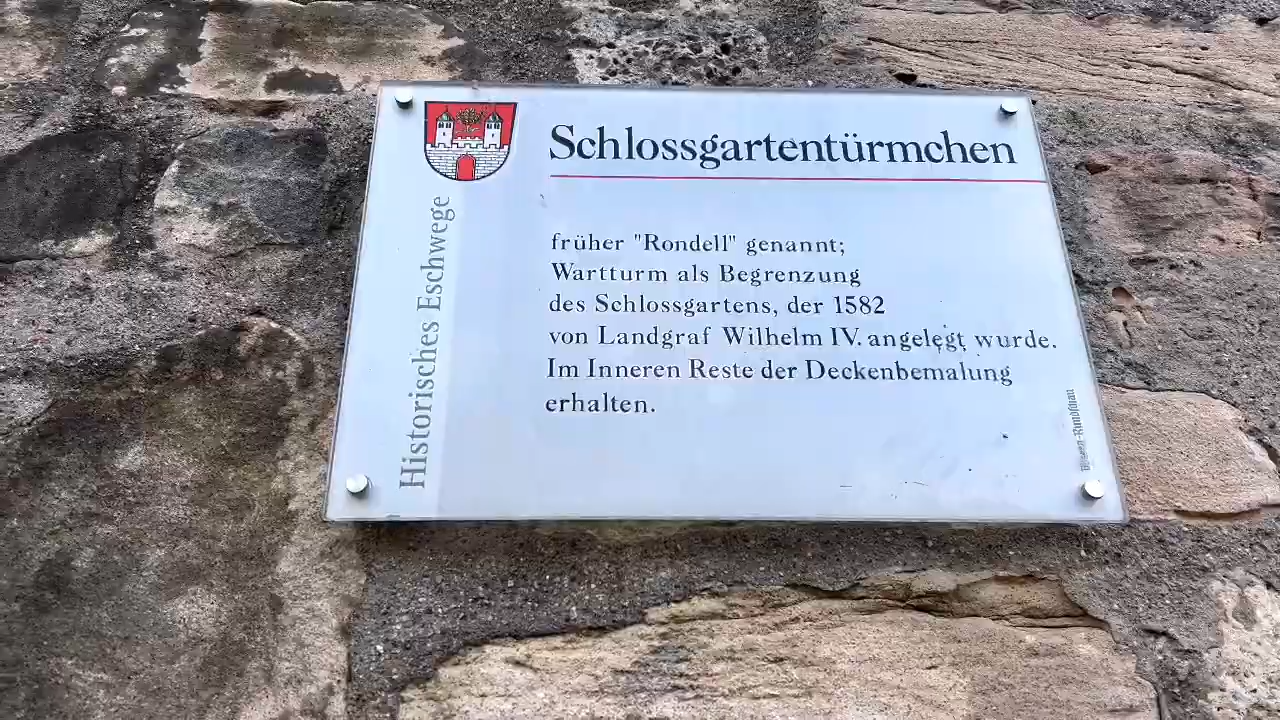 Schlossgartentürmchen
früher "Rondell" genannt;
Wartturm als Begrenzung
des Schlossgartens, der 1582
von Landgraf Wilhelm IV. angelegt wurde.
Im Inneren Reste der Deckenbemalung
erhalten.
Historisches Eschwege